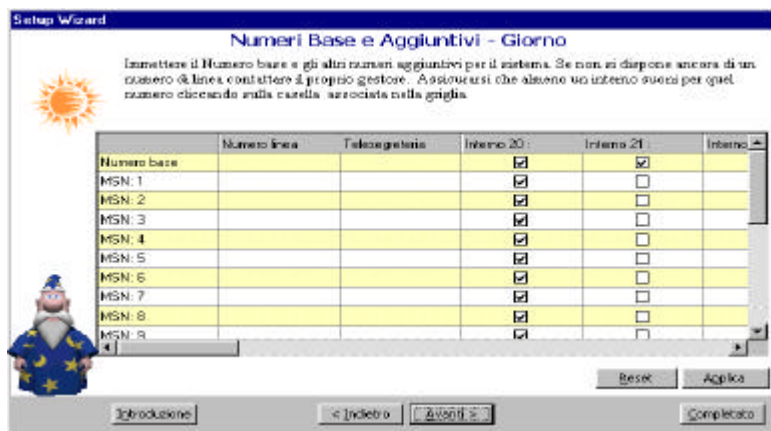 Setup Wizard
Numeri Base e Aggiuntivi - Giorno
Immettere il Numero base e gli altri numeri aggiuntivi per il sistema. Se non si dispone ancora di un
numero di linea contattare il proprio gestore. Assicurarsi che almeno un interno suoni per quel
numero cliccando sulla casella associata nella griglia.
Numero linea Telesegreteria Interno 20 : Interno 21 : Interno
Numero base
MSN: 1
MSN: 2
MSN: 3
MSN: 4
MSN: 5
MSN: 6
MSN: 7
MSN: 8
MSN: 9
Reset Applica
Introduzione < Indietro Avanti > Completato